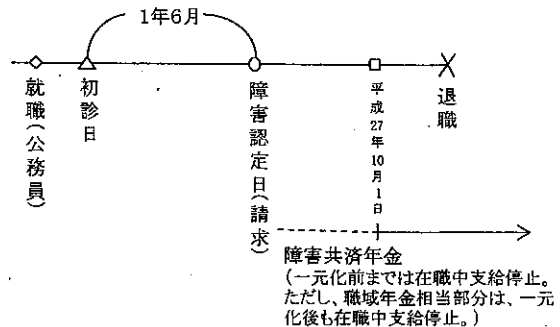 1年6月
就職(公務員)
初診日
障害認定日(請求)
平成27年10月1日
退職
障害共済年金
(一元化前までは在職中支給停止。
ただし、職域年金相当部分は、一元
化後も在職中支給停止。)